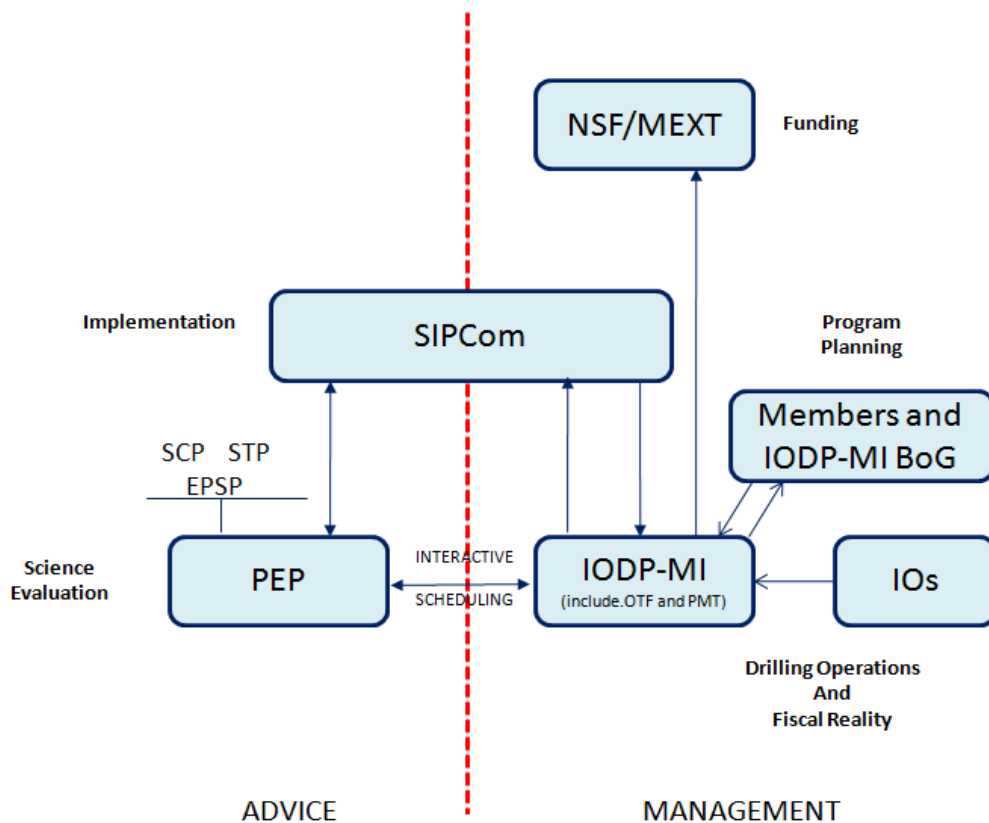 NSF/MEXT
Funding
Implementation
SIPCom
Program
Planning
Members and
IODP-MI BoG
SCP STP
EPSP
Science
Evaluation
PEP
INTERACTIVE
SCHEDULING
IODP-MI
(include.OTF and PMT)
IOs
Drilling Operations
And
Fiscal Reality
ADVICE
MANAGEMENT